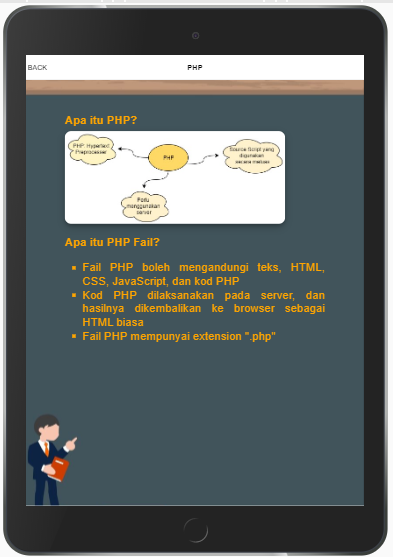 BACK
PHP
Apa itu PHP?
PHP: Hypertext
Preprocesser
PHP
Source Script yang
digunakan
secara meluas
Perlu
menggunakan
server
Apa itu PHP Fail?
Fail PHP boleh mengandungi teks, HTML,
CSS, JavaScript, dan kod PHP
Kod PHP dilaksanakan pada server, dan
hasilnya dikembalikan ke browser sebagai
HTML biasa
Fail PHP mempunyai extension ".php"